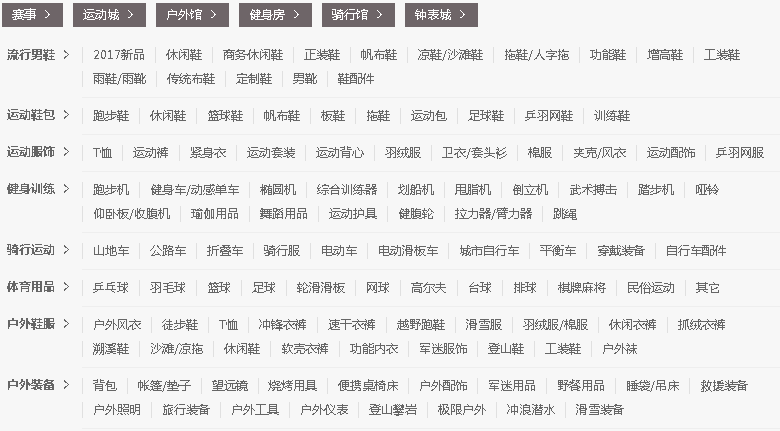 赛事 > 运动城 > 户外馆 > 健身房 > 骑行馆 > 钟表城 >
流行男鞋 > 2017新品 休闲鞋 商务休闲鞋 正装鞋 帆布鞋 凉鞋/沙滩鞋 拖鞋/人字拖 功能鞋 增高鞋 工装鞋
雨鞋/雨靴 传统布鞋 定制鞋 男靴 鞋配件
运动鞋包 > 跑步鞋 休闲鞋 篮球鞋 帆布鞋 板鞋 拖鞋 运动包 足球鞋 乒羽网鞋 训练鞋
运动服饰 > T恤 运动裤 紧身衣 运动套装 运动背心 羽绒服 卫衣/套头衫 棉服 夹克/风衣 运动配饰 乒羽网服
健身训练 > 跑步机 健身车/动感单车 椭圆机 综合训练器 划船机 甩脂机 倒立机 武术搏击 踏步机 哑铃
仰卧板/收腹机 瑜伽用品 舞蹈用品 运动护具 健腹轮 拉力器/臂力器 跳绳
骑行运动 > 山地车 公路车 折叠车 骑行服 电动车 电动滑板车 城市自行车 平衡车 穿戴装备 自行车配件
体育用品 > 乒乓球 羽毛球 篮球 足球 轮滑滑板 网球 高尔夫 台球 排球 棋牌麻将 民俗运动 其它
户外鞋服 > 户外风衣 徒步鞋 T恤 冲锋衣裤 速干衣裤 越野跑鞋 滑雪服 羽绒服/棉服 休闲衣裤 抓绒衣裤
溯溪鞋 沙滩/凉拖 休闲鞋 软壳衣裤 功能内衣 军迷服饰 登山鞋 工装鞋 户外袜
户外装备 > 背包 帐篷/垫子 望远镜 烧烤用具 便携桌椅床 户外配饰 军迷用品 野餐用品 睡袋/吊床 救援装备
户外照明 旅行装备 户外工具 户外仪表 登山攀岩 极限户外 冲浪潜水 滑雪装备